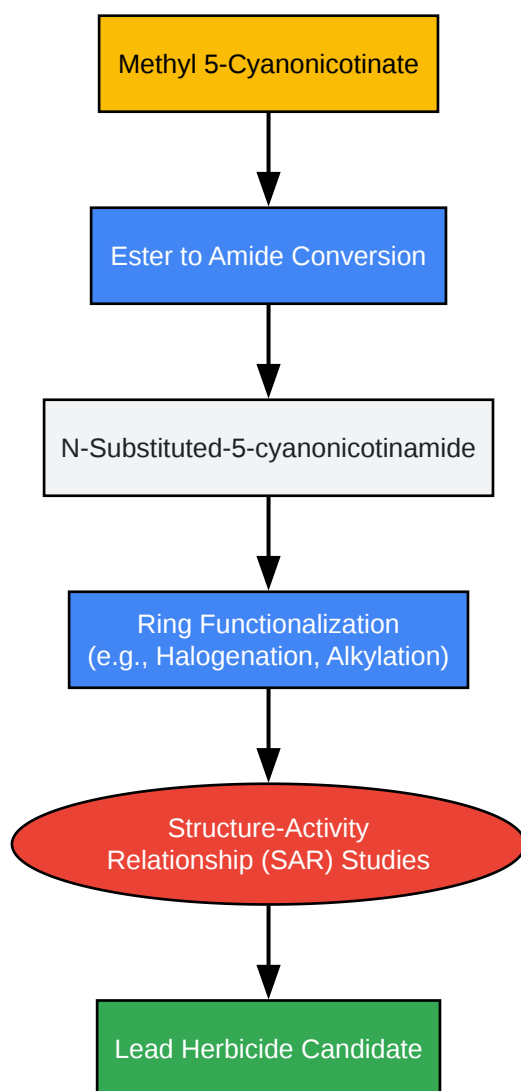 Methyl 5-Cyanonicotinate
Ester to Amide Conversion
N-Substituted-5-cyanonicotinamide
Ring Functionalization
(e.g., Halogenation, Alkylation)
Structure-Activity
Relationship (SAR) Studies
Lead Herbicide Candidate